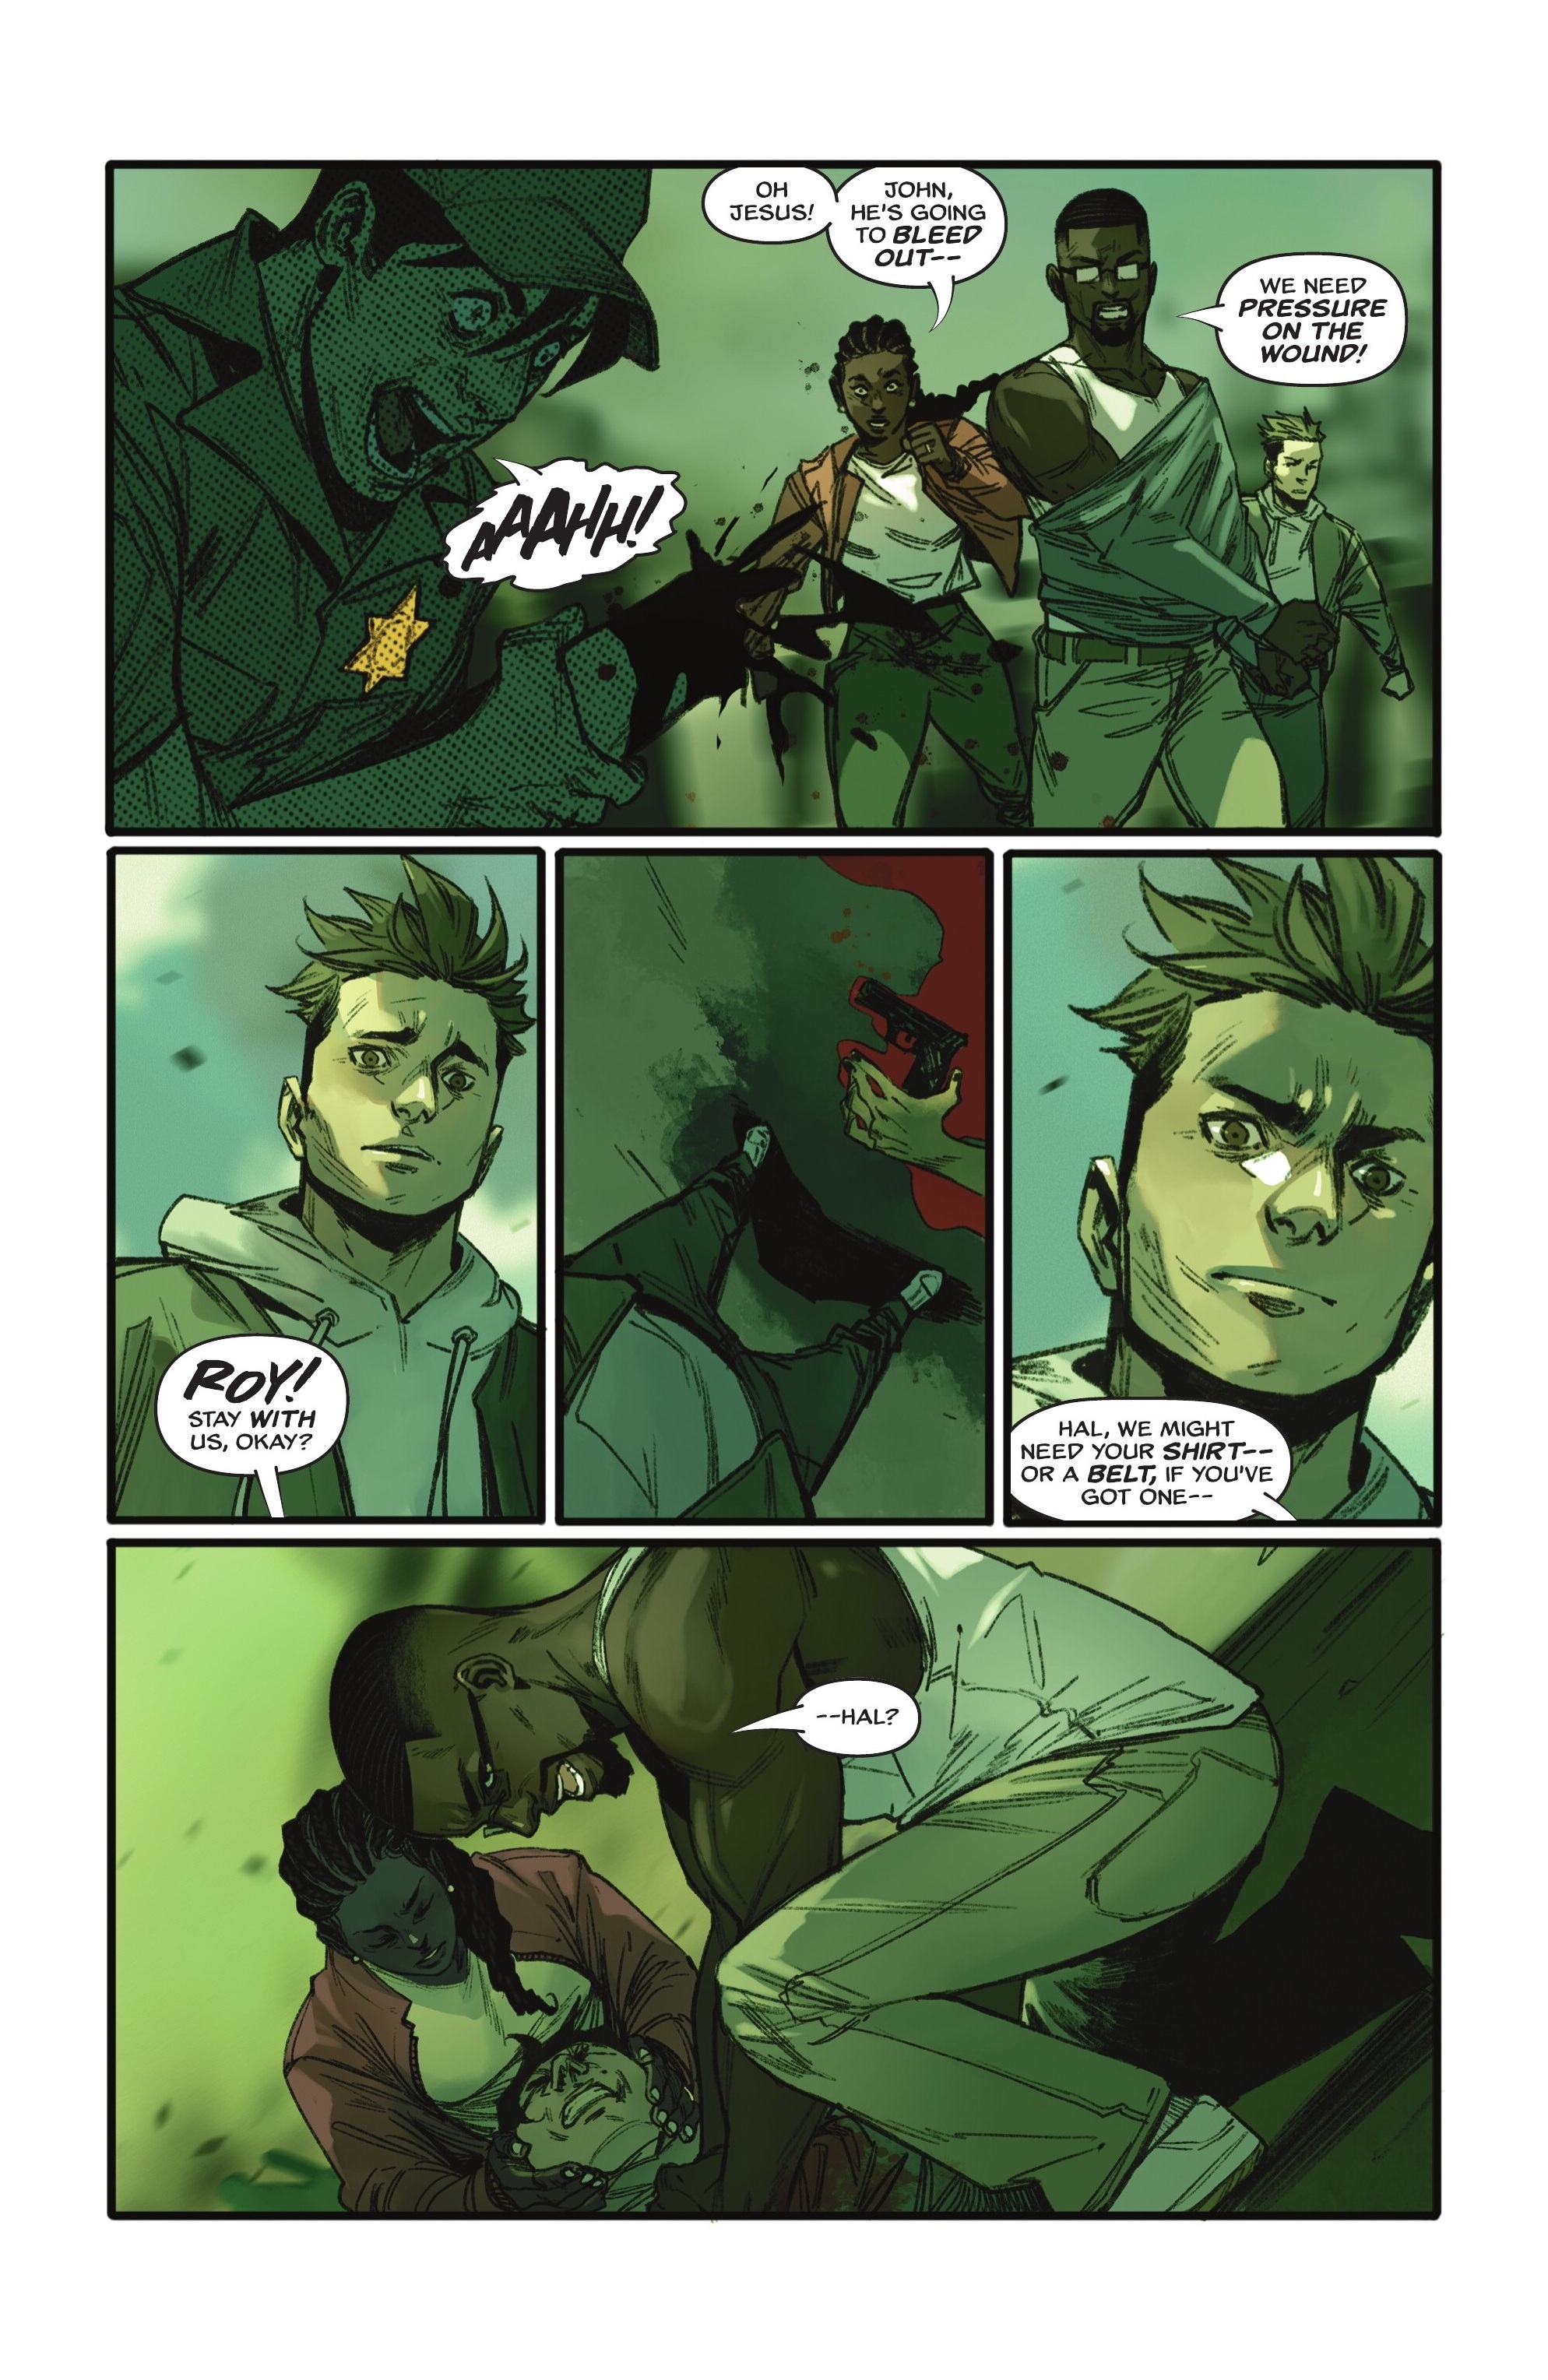 OH
JESUS!
JOHN,
HE'S GOING
TO BLEED
OUT--
WE NEED
PRESSURE
ON THE
WOUND!
AAAHH!
ROY!
STAY WITH
US, OKAY?
HAL, WE MIGHT
NEED YOUR SHIRT--
OR A BELT, IF YOU'VE
GOT ONE--
--HAL?